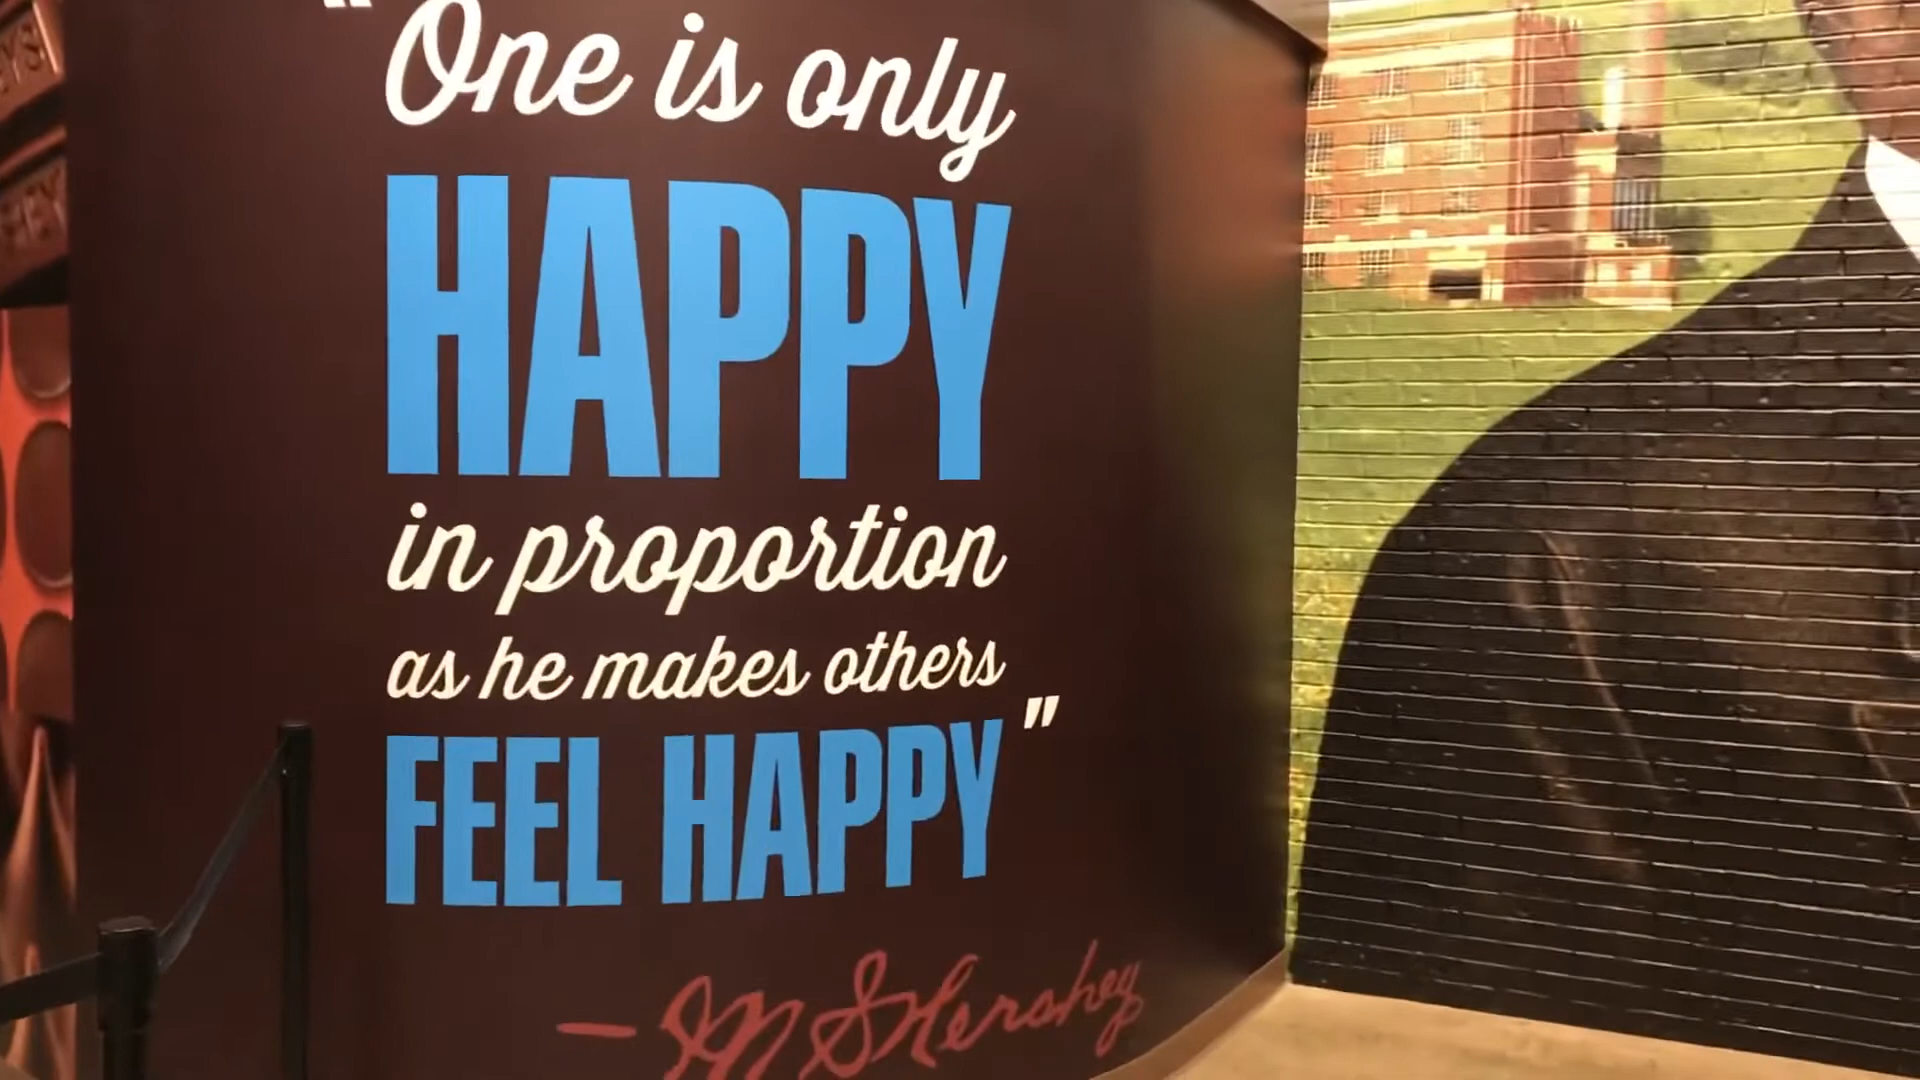 "One is only
HAPPY
in proportion
as he makes others
FEEL HAPPY"
— M S Hershey